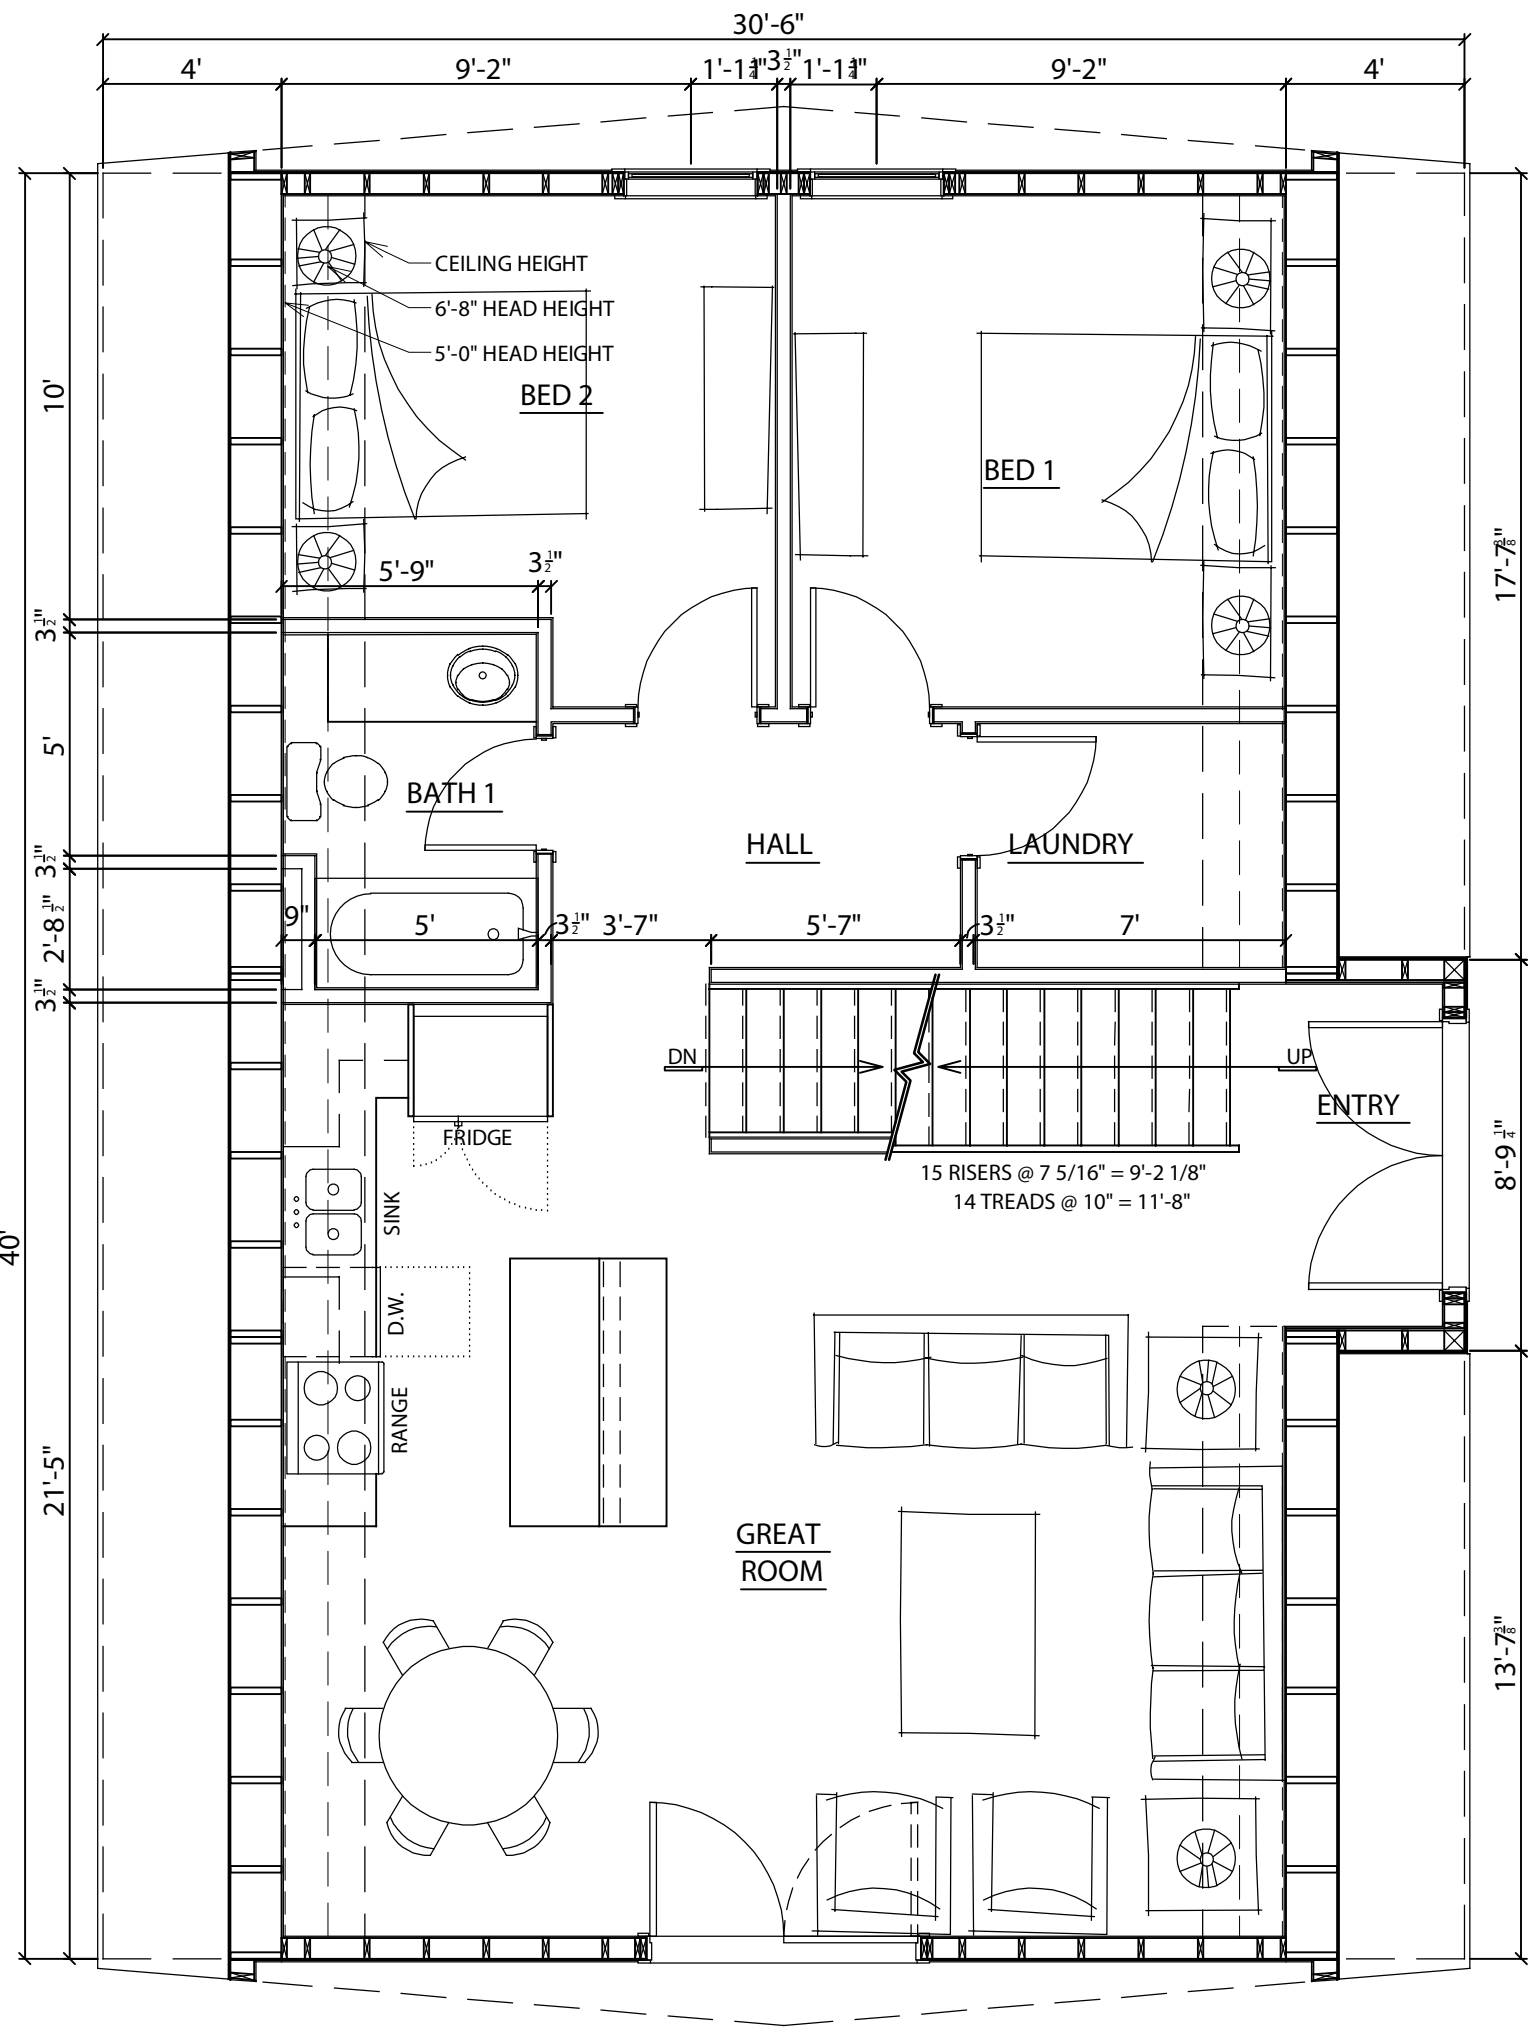 30'-6"
4'
9'-2"
1'-1¼"
3½"
1'-1¼"
9'-2"
4'
CEILING HEIGHT
6'-8" HEAD HEIGHT
5'-0" HEAD HEIGHT
BED 2
BED 1
10'
17'-7⅜"
5'-9"
3½"
3½"
5'
BATH 1
HALL
LAUNDRY
3½"
2'-8½"
3½"
9"
5'
3½"
3'-7"
5'-7"
3½"
7'
DN
UP
ENTRY
FRIDGE
15 RISERS @ 7 5/16" = 9'-2 1/8"
14 TREADS @ 10" = 11'-8"
8'-9¼"
SINK
40'
D.W.
RANGE
21'-5"
GREAT
ROOM
13'-7⅜"